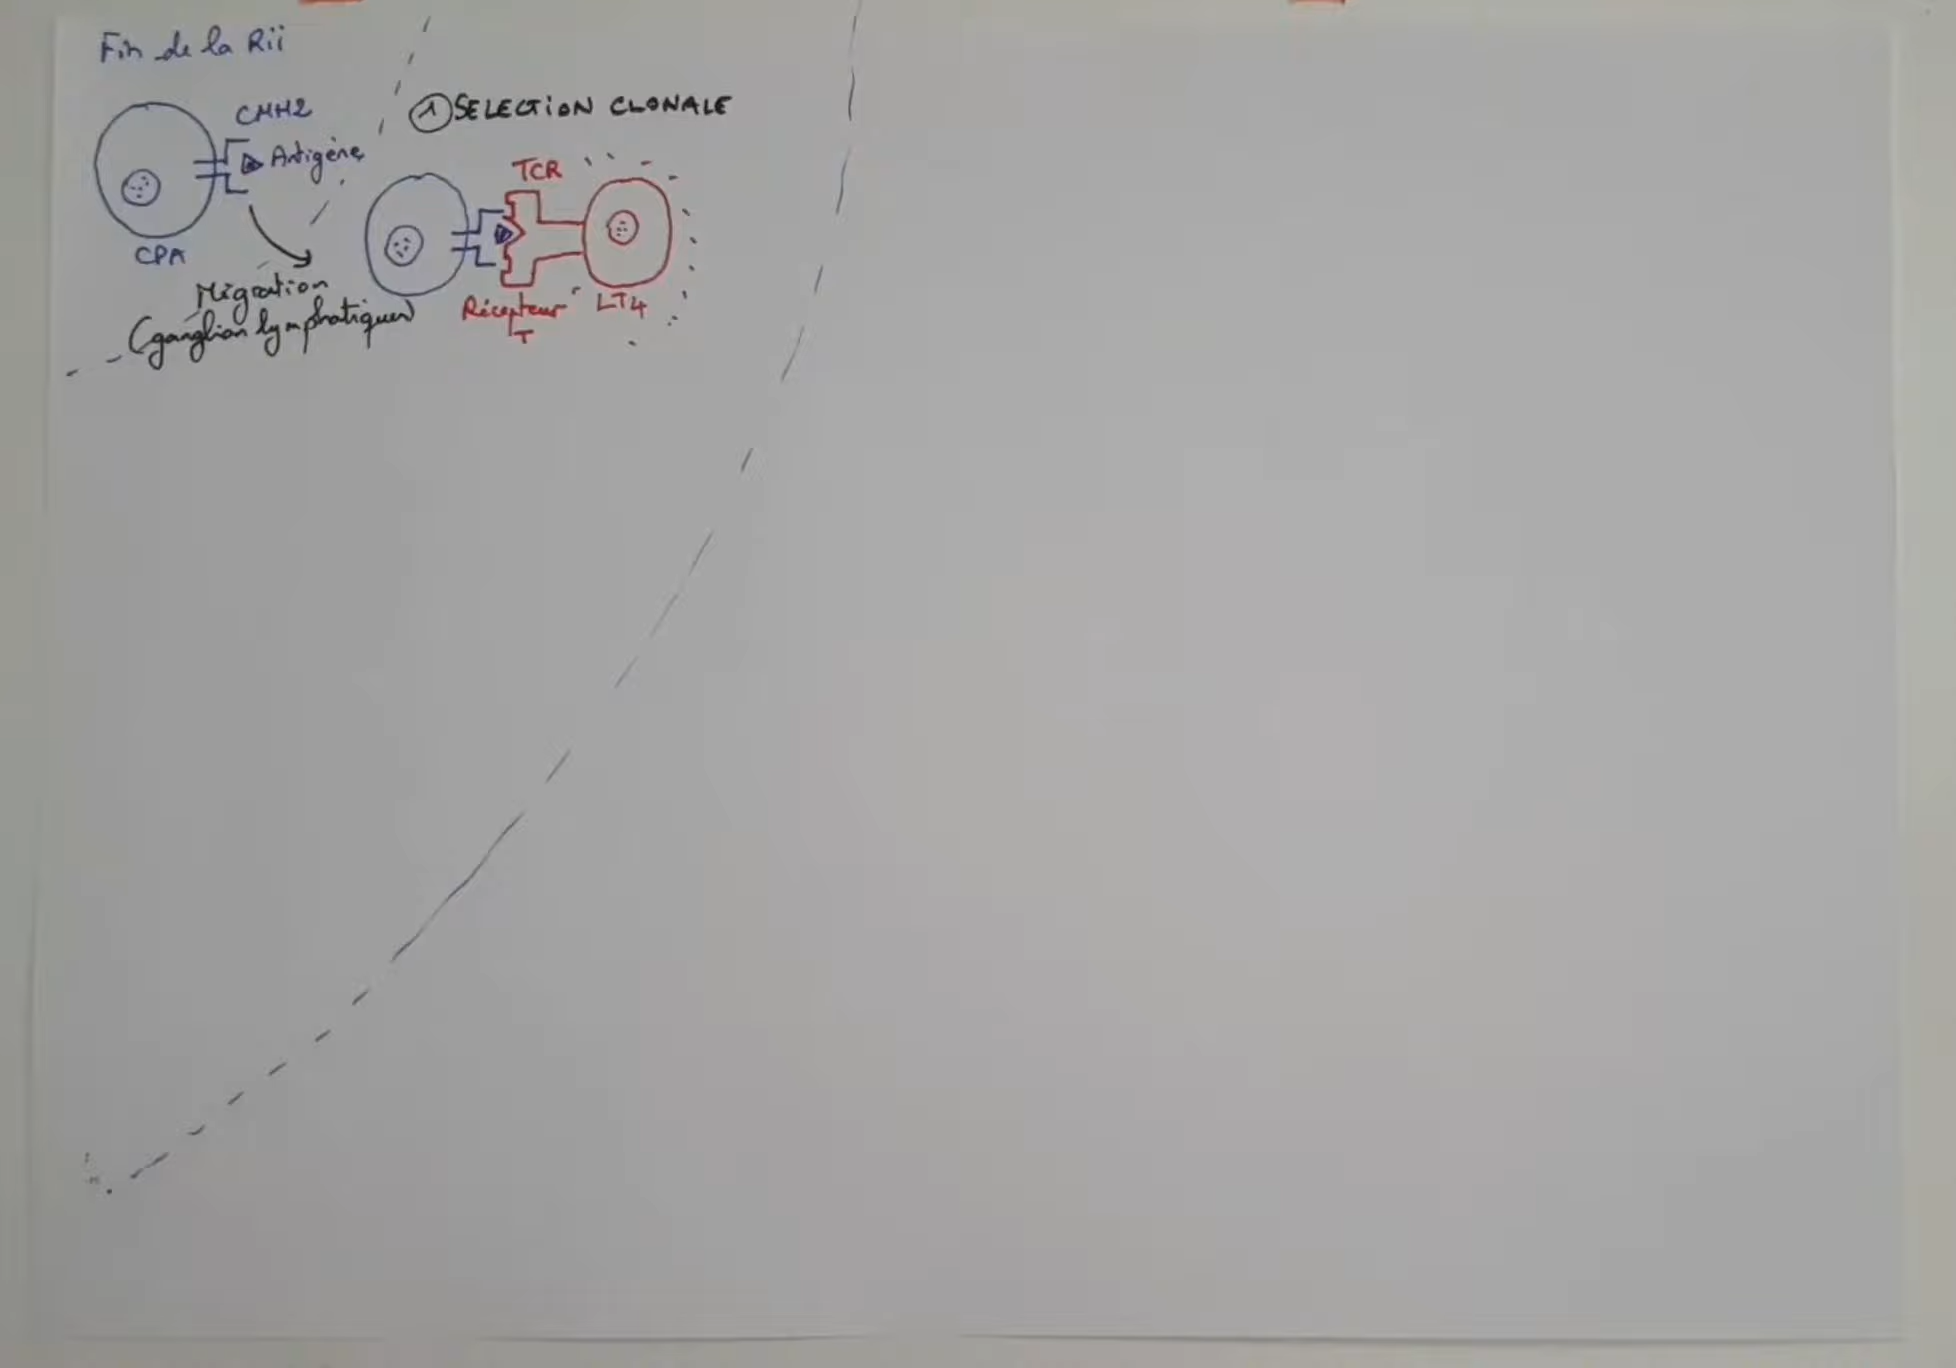 Fin de la Rii
CMH2
Antigène
CPA
Migration
(ganglion lymphatique)
① SELECTION CLONALE
TCR
Récepteur
T
LT4